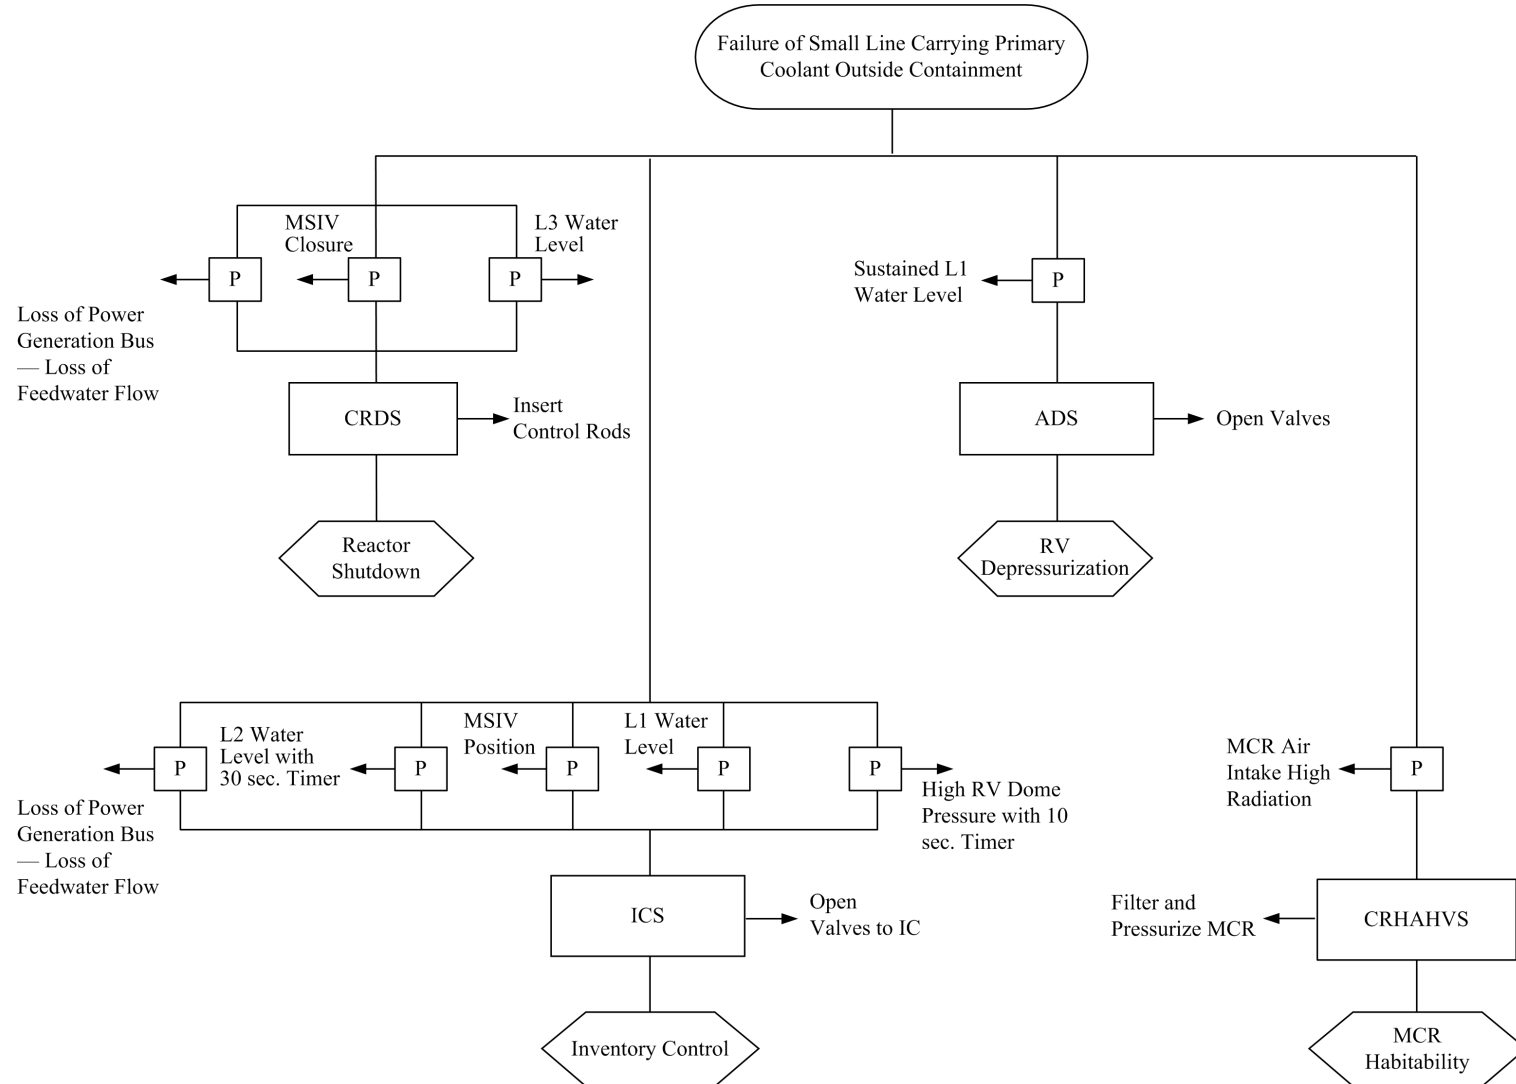 Failure of Small Line Carrying Primary
Coolant Outside Containment
MSIV
Closure
L3 Water
Level
P
P
P
Loss of Power
Generation Bus
— Loss of
Feedwater Flow
Sustained L1
Water Level
P
CRDS
Insert
Control Rods
ADS
Open Valves
Reactor
Shutdown
RV
Depressurization
L2 Water
Level with
30 sec. Timer
MSIV
Position
L1 Water
Level
P
P
P
P
P
Loss of Power
Generation Bus
— Loss of
Feedwater Flow
High RV Dome
Pressure with 10
sec. Timer
MCR Air
Intake High
Radiation
P
ICS
Open
Valves to IC
Filter and
Pressurize MCR
CRHAHVS
Inventory Control
MCR
Habitability